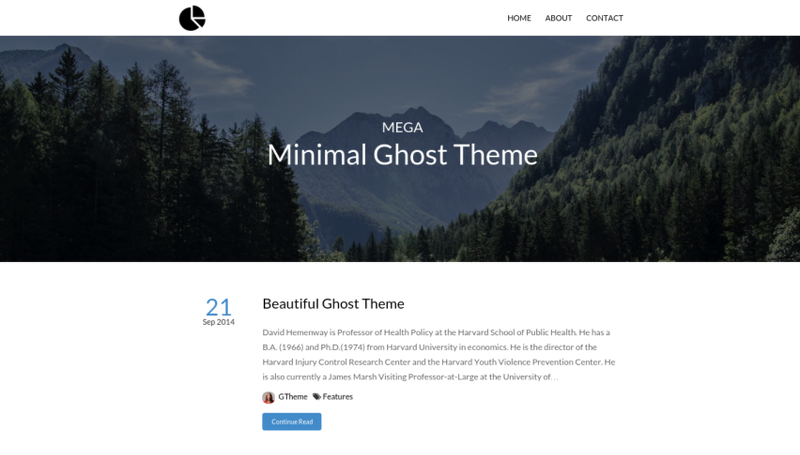 HOME ABOUT CONTACT
MEGA
Minimal Ghost Theme
21
Sep 2014
Beautiful Ghost Theme
David Hemenway is Professor of Health Policy at the Harvard School of Public Health. He has a
B.A. (1966) and Ph.D.(1974) from Harvard University in economics. He is the director of the
Harvard Injury Control Research Center and the Harvard Youth Violence Prevention Center. He
is also currently a James Marsh Visiting Professor-at-Large at the University of…
GTheme Features
Continue Read